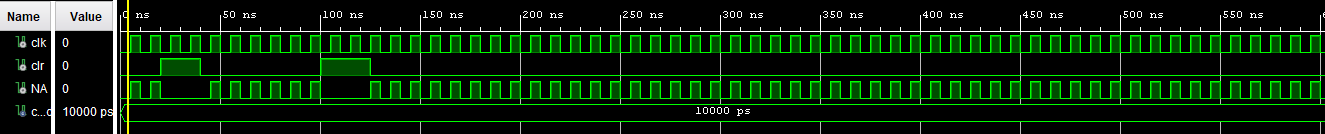 Name Value 0 ns 50 ns 100 ns 150 ns 200 ns 250 ns 300 ns 350 ns 400 ns 450 ns 500 ns 550 ns
clk 0
clr 0
NA 0
c...o 10000 ps 10000 ps